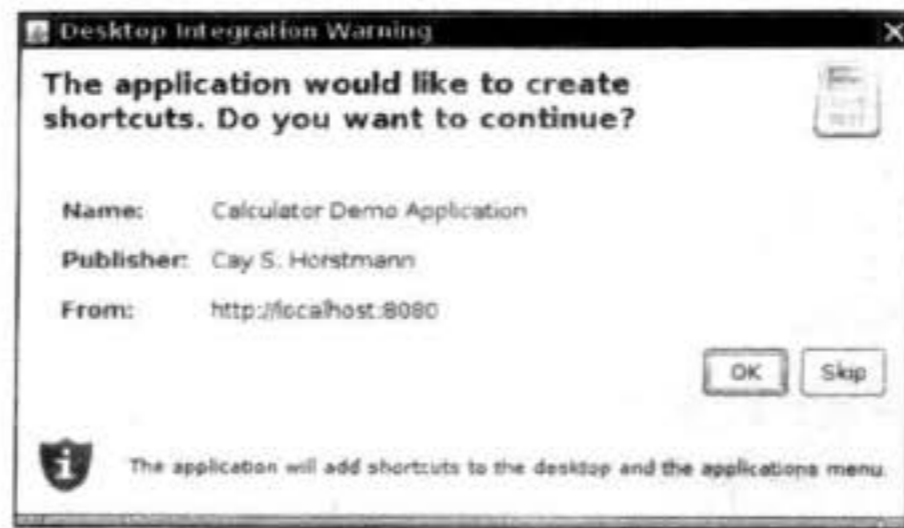 Desktop Integration Warning
The application would like to create
shortcuts. Do you want to continue?
Name: Calculator Demo Application
Publisher: Cay S. Horstmann
From: http://localhost:8080
OK Skip
The application will add shortcuts to the desktop and the applications menu.